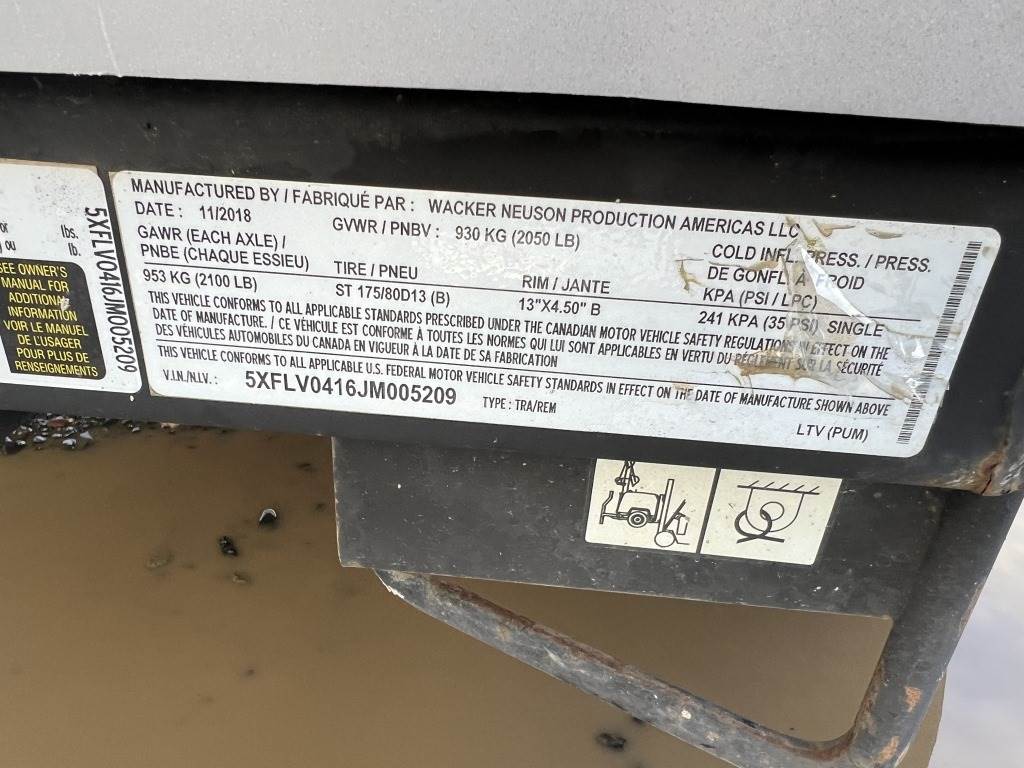 or
lbs.
ou
lb.
SEE OWNER'S
MANUAL FOR
ADDITIONAL
INFORMATION
VOIR LE MANUEL
DE L'USAGER
POUR PLUS DE
RENSEIGNEMENTS
5XFLV0416JM005209
MANUFACTURED BY / FABRIQUÉ PAR : WACKER NEUSON PRODUCTION AMERICAS LLC
DATE : 11/2018
GVWR / PNBV : 930 KG (2050 LB)
GAWR (EACH AXLE) /
PNBE (CHAQUE ESSIEU)
953 KG (2100 LB)
TIRE / PNEU
ST 175/80D13 (B)
RIM / JANTE
13"X4.50" B
COLD INFL. PRESS. / PRESS.
DE GONFL. À FROID
KPA (PSI / LPC)
241 KPA (35 PSI) SINGLE
THIS VEHICLE CONFORMS TO ALL APPLICABLE STANDARDS PRESCRIBED UNDER THE CANADIAN MOTOR VEHICLE SAFETY REGULATIONS IN EFFECT ON THE
DATE OF MANUFACTURE. / CE VÉHICULE EST CONFORME À TOUTES LES NORMES QUI LUI SONT APPLICABLES EN VERTU DU RÈGLEMENT SUR LA SÉCURITÉ
DES VÉHICULES AUTOMOBILES DU CANADA EN VIGUEUR À LA DATE DE SA FABRICATION
THIS VEHICLE CONFORMS TO ALL APPLICABLE U.S. FEDERAL MOTOR VEHICLE SAFETY STANDARDS IN EFFECT ON THE DATE OF MANUFACTURE SHOWN ABOVE
V.I.N./N.I.V.: 5XFLV0416JM005209
TYPE : TRA/REM
LTV (PUM)